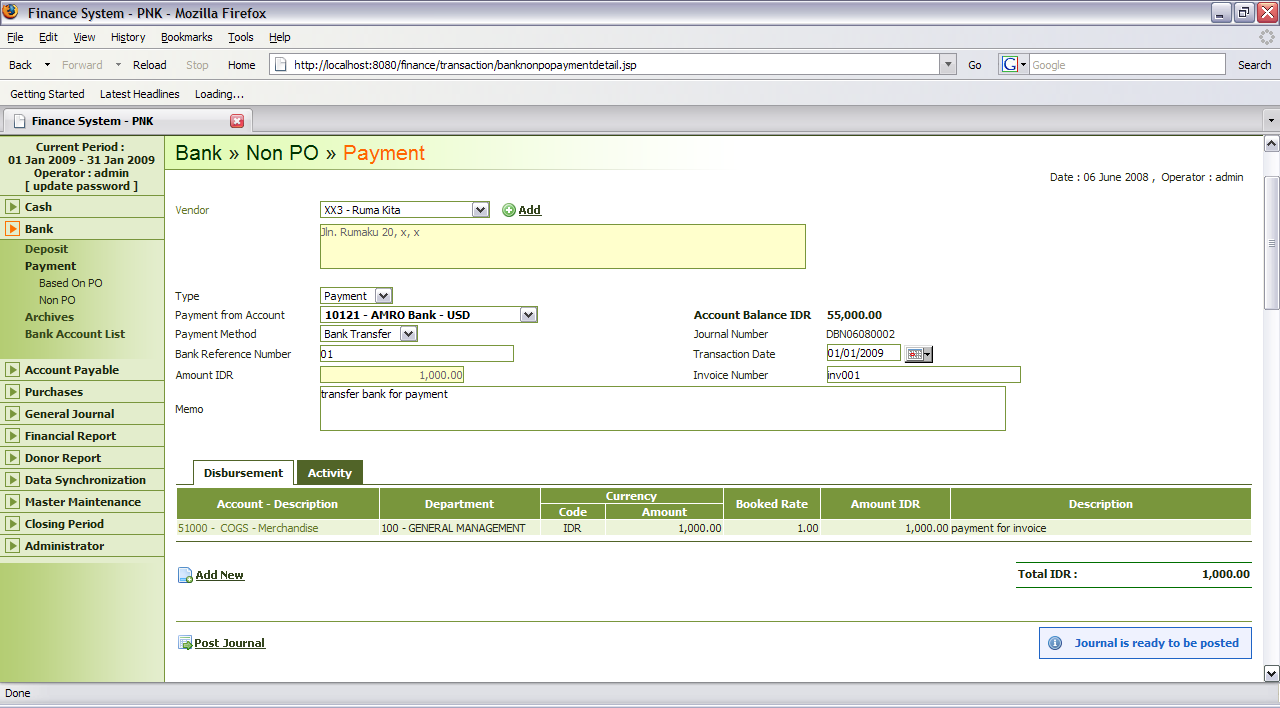 Finance System - PNK - Mozilla Firefox
File Edit View History Bookmarks Tools Help
Back Forward Reload Stop Home http://localhost:8080/finance/transaction/banknonpopaymentdetail.jsp Go G Google Search
Getting Started Latest Headlines Loading...
Finance System - PNK
Current Period :
01 Jan 2009 - 31 Jan 2009
Operator : admin
[ update password ]
Cash
Bank
Deposit
Payment
Based On PO
Non PO
Archives
Bank Account List
Account Payable
Purchases
General Journal
Financial Report
Donor Report
Data Synchronization
Master Maintenance
Closing Period
Administrator
Bank » Non PO » Payment
Date : 06 June 2008 , Operator : admin
Vendor XX3 - Ruma Kita Add
Jln. Rumaku 20, x, x
Type Payment
Payment from Account 10121 - AMRO Bank - USD Account Balance IDR 55,000.00
Payment Method Bank Transfer Journal Number DBN06080002
Bank Reference Number 01 Transaction Date 01/01/2009
Amount IDR 1,000.00 Invoice Number inv001
Memo transfer bank for payment
Disbursement Activity
Account - Description Department Currency Booked Rate Amount IDR Description
Code Amount
51000 - COGS - Merchandise 100 - GENERAL MANAGEMENT IDR 1,000.00 1.00 1,000.00 payment for invoice
Add New Total IDR : 1,000.00
Post Journal Journal is ready to be posted
Done